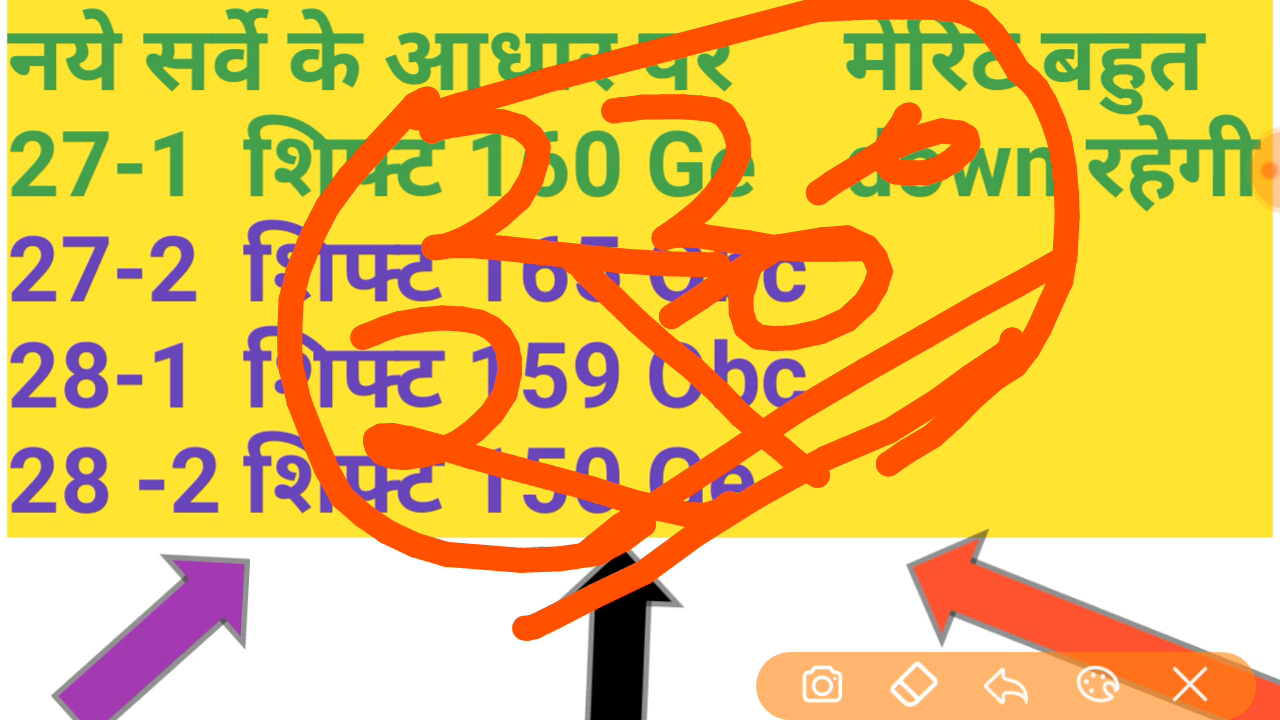 नये सर्वे के आधार पर मेरिट बहुत
27-1 शिफ्ट 160 Ge down रहेगी
27-2 शिफ्ट 165 Obc
28-1 शिफ्ट 159 Obc
28 -2 शिफ्ट 150 Ge